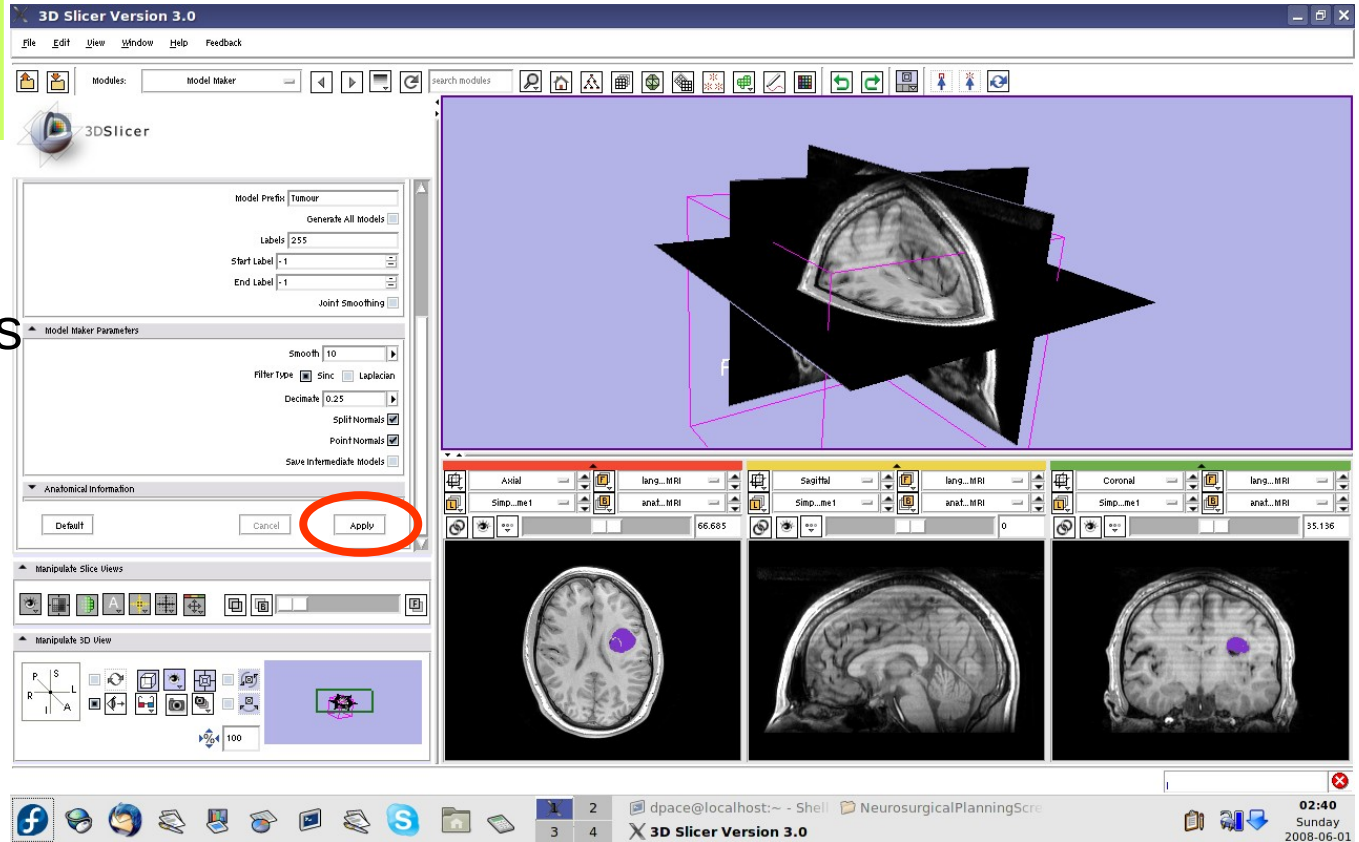 3D Slicer Version 3.0
File Edit View Window Help Feedback
Modules: Model Maker search modules
3DSlicer
Model Prefix Tumour
Generate All Models
Labels 255
Start Label -1
End Label -1
Joint Smoothing
s
Model Maker Parameters
Smooth 10
Filter Type Sinc Laplacian
Decimate 0.25
Split Normals
Point Normals
Save Intermediate Models
Anatomical Information
Default Cancel Apply
Manipulate Slice Views
Manipulate 3D View
P S
R L
I A
100
Axial lang...MRI
Simp...me1 anat...MRI
66.685
Sagittal lang...MRI
Simp...me1 anat...MRI
0
Coronal lang...MRI
Simp...me1 anat...MRI
35.136
1 2
3 4
dpace@localhost:~ - Shell
NeurosurgicalPlanningScre
3D Slicer Version 3.0
02:40
Sunday
2008-06-01